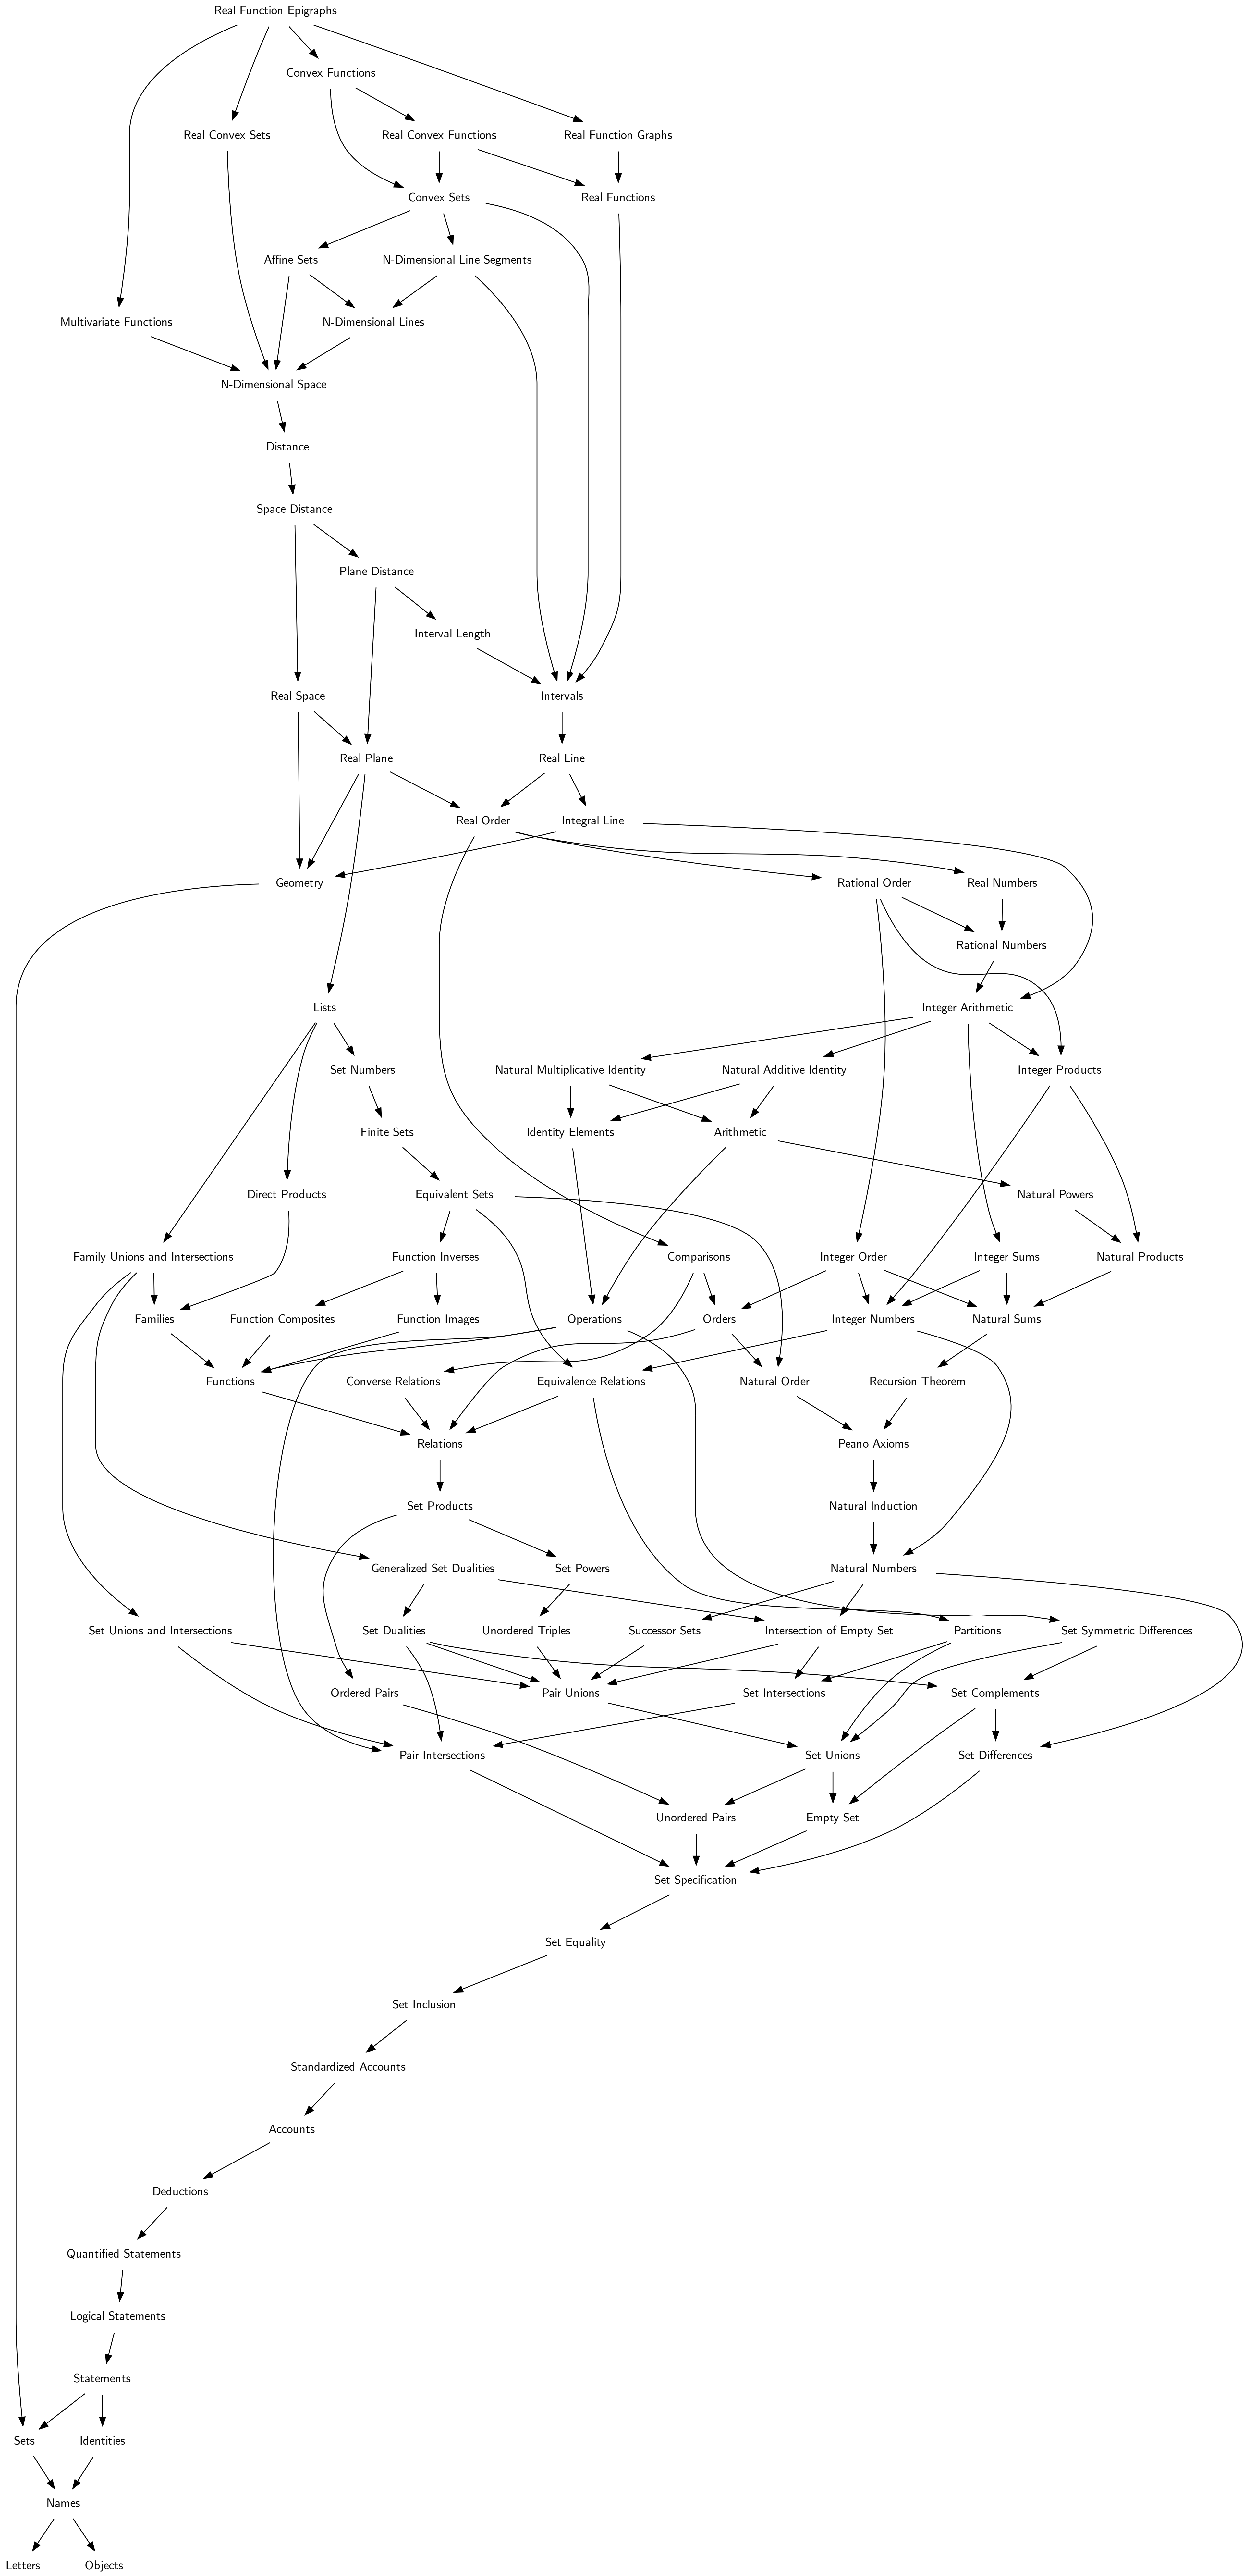 Real Function Epigraphs
Convex Functions
Real Convex Sets
Real Convex Functions
Real Function Graphs
Convex Sets
Real Functions
Affine Sets
N-Dimensional Line Segments
Multivariate Functions
N-Dimensional Lines
N-Dimensional Space
Distance
Space Distance
Plane Distance
Interval Length
Real Space
Intervals
Real Plane
Real Line
Real Order
Integral Line
Geometry
Rational Order
Real Numbers
Rational Numbers
Lists
Integer Arithmetic
Set Numbers
Natural Multiplicative Identity
Natural Additive Identity
Integer Products
Finite Sets
Identity Elements
Arithmetic
Direct Products
Equivalent Sets
Natural Powers
Family Unions and Intersections
Function Inverses
Comparisons
Integer Order
Integer Sums
Natural Products
Families
Function Composites
Function Images
Operations
Orders
Integer Numbers
Natural Sums
Functions
Converse Relations
Equivalence Relations
Natural Order
Recursion Theorem
Relations
Peano Axioms
Set Products
Natural Induction
Generalized Set Dualities
Set Powers
Natural Numbers
Set Unions and Intersections
Set Dualities
Unordered Triples
Successor Sets
Intersection of Empty Set
Partitions
Set Symmetric Differences
Ordered Pairs
Pair Unions
Set Intersections
Set Complements
Pair Intersections
Set Unions
Set Differences
Unordered Pairs
Empty Set
Set Specification
Set Equality
Set Inclusion
Standardized Accounts
Accounts
Deductions
Quantified Statements
Logical Statements
Statements
Sets
Identities
Names
Letters
Objects